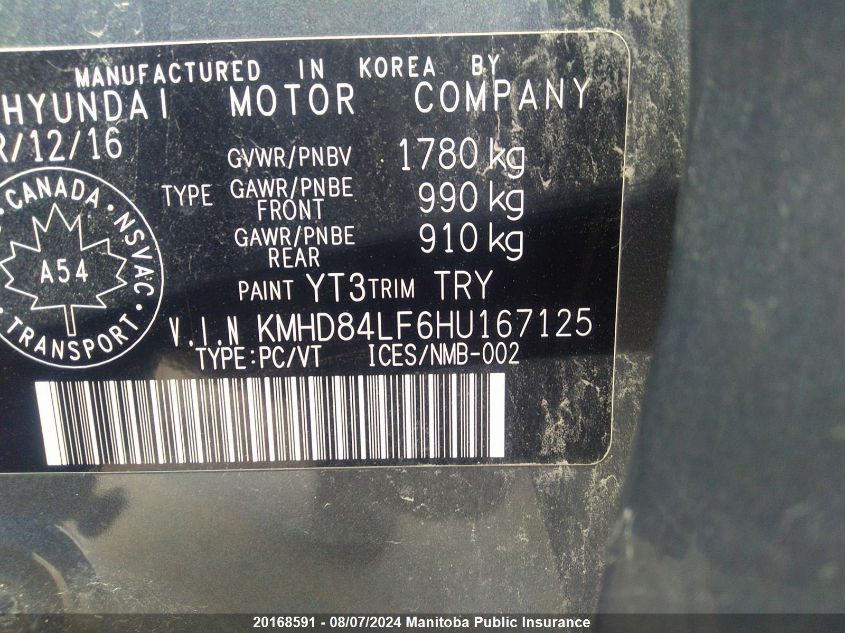 MANUFACTURED IN KOREA BY
HYUNDAI MOTOR COMPANY
R/12/16
GVWR/PNBV 1780 kg
TYPE GAWR/PNBE FRONT 990 kg
GAWR/PNBE REAR 910 kg
PAINT YT3 TRIM TRY
CANADA • NSVAC
A54
TRANSPORT
V.I.N KMHD84LF6HU167125
TYPE:PC/VT ICES/NMB-002
20168591 - 08/07/2024 Manitoba Public Insurance